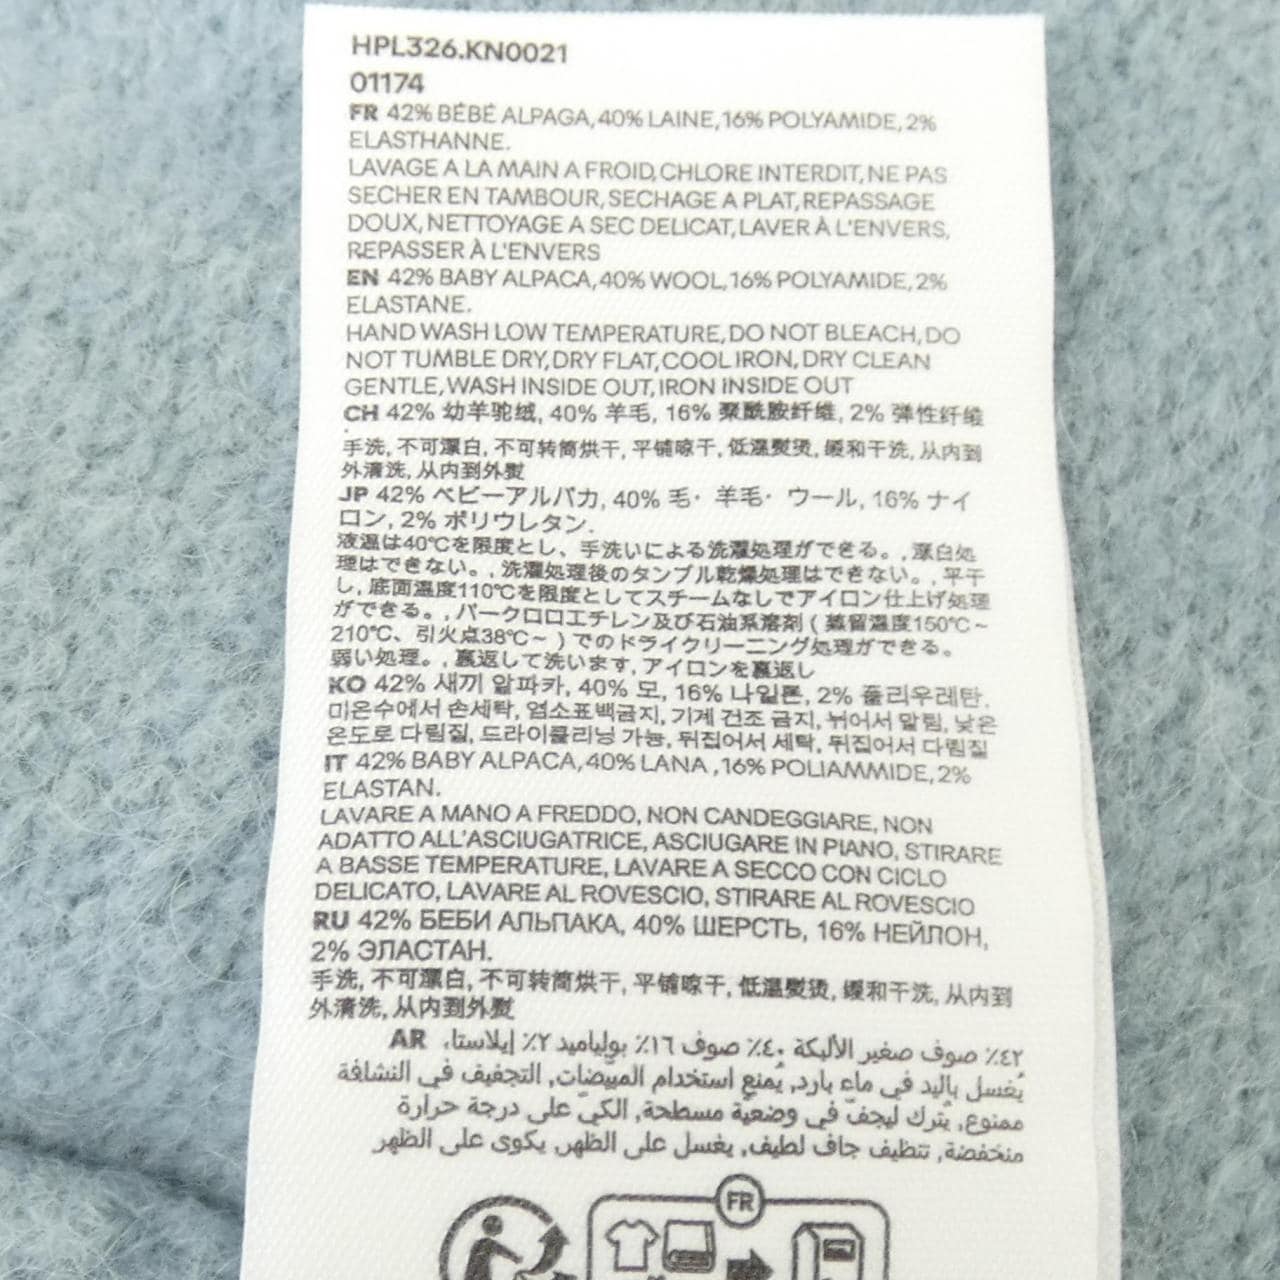 HPL326.KN0021
01174
FR 42% BÉBÉ ALPAGA, 40% LAINE, 16% POLYAMIDE, 2%
ELASTHANNE.
LAVAGE A LA MAIN A FROID, CHLORE INTERDIT, NE PAS
SECHER EN TAMBOUR, SECHAGE A PLAT, REPASSAGE
DOUX, NETTOYAGE A SEC DELICAT, LAVER À L'ENVERS,
REPASSER À L'ENVERS
EN 42% BABY ALPACA, 40% WOOL, 16% POLYAMIDE, 2%
ELASTANE.
HAND WASH LOW TEMPERATURE, DO NOT BLEACH, DO
NOT TUMBLE DRY, DRY FLAT, COOL IRON, DRY CLEAN
GENTLE, WASH INSIDE OUT, IRON INSIDE OUT
CH 42% 幼羊驼绒, 40% 羊毛, 16% 聚酰胺纤维, 2% 弹性纤维
.
手洗, 不可漂白, 不可转筒烘干, 平铺晾干, 低温熨烫, 缓和干洗, 从内到
外清洗, 从内到外熨
JP 42% ベビーアルパカ, 40% 毛・羊毛・ウール, 16% ナイ
ロン, 2% ポリウレタン.
液温は40℃を限度とし、手洗いによる洗濯処理ができる。, 漂白処
理はできない。, 洗濯処理後のタンブル乾燥処理はできない。, 平干
し, 底面温度110℃を限度としてスチームなしでアイロン仕上げ処理
ができる。, パークロロエチレン及び石油系溶剤 ( 蒸留温度150℃～
210℃、引火点38℃～ ) でのドライクリーニング処理ができる。
弱い処理。, 裏返して洗います, アイロンを裏返し
KO 42% 새끼 알파카, 40% 모, 16% 나일론, 2% 폴리우레탄.
미온수에서 손세탁, 염소표백금지, 기계 건조 금지, 뉘어서 말림, 낮은
온도로 다림질, 드라이클리닝 가능, 뒤집어서 세탁, 뒤집어서 다림질
IT 42% BABY ALPACA, 40% LANA , 16% POLIAMMIDE, 2%
ELASTAN.
LAVARE A MANO A FREDDO, NON CANDEGGIARE, NON
ADATTO ALL'ASCIUGATRICE, ASCIUGARE IN PIANO, STIRARE
A BASSE TEMPERATURE, LAVARE A SECCO CON CICLO
DELICATO, LAVARE AL ROVESCIO, STIRARE AL ROVESCIO
RU 42% БЕБИ АЛЬПАКА, 40% ШЕРСТЬ, 16% НЕЙЛОН,
2% ЭЛАСТАН.
手洗, 不可漂白, 不可转筒烘干, 平铺晾干, 低温熨烫, 缓和干洗, 从内到
外清洗, 从内到外熨
AR ٤٢٪ صوف صغير الألبكة ٤٠٪ صوف ١٦٪ بولياميد ٢٪ إيلاستا.
يُغسل باليد في ماء بارد, يُمنع استخدام المبيّضات, التجفيف في النشافة
ممنوع, يُترك ليجفّ في وضعية مسطحة, الكيّ على درجة حرارة
منخفضة, تنظيف جاف لطيف, يغسل على الظهر, يكوى على الظهر
FR